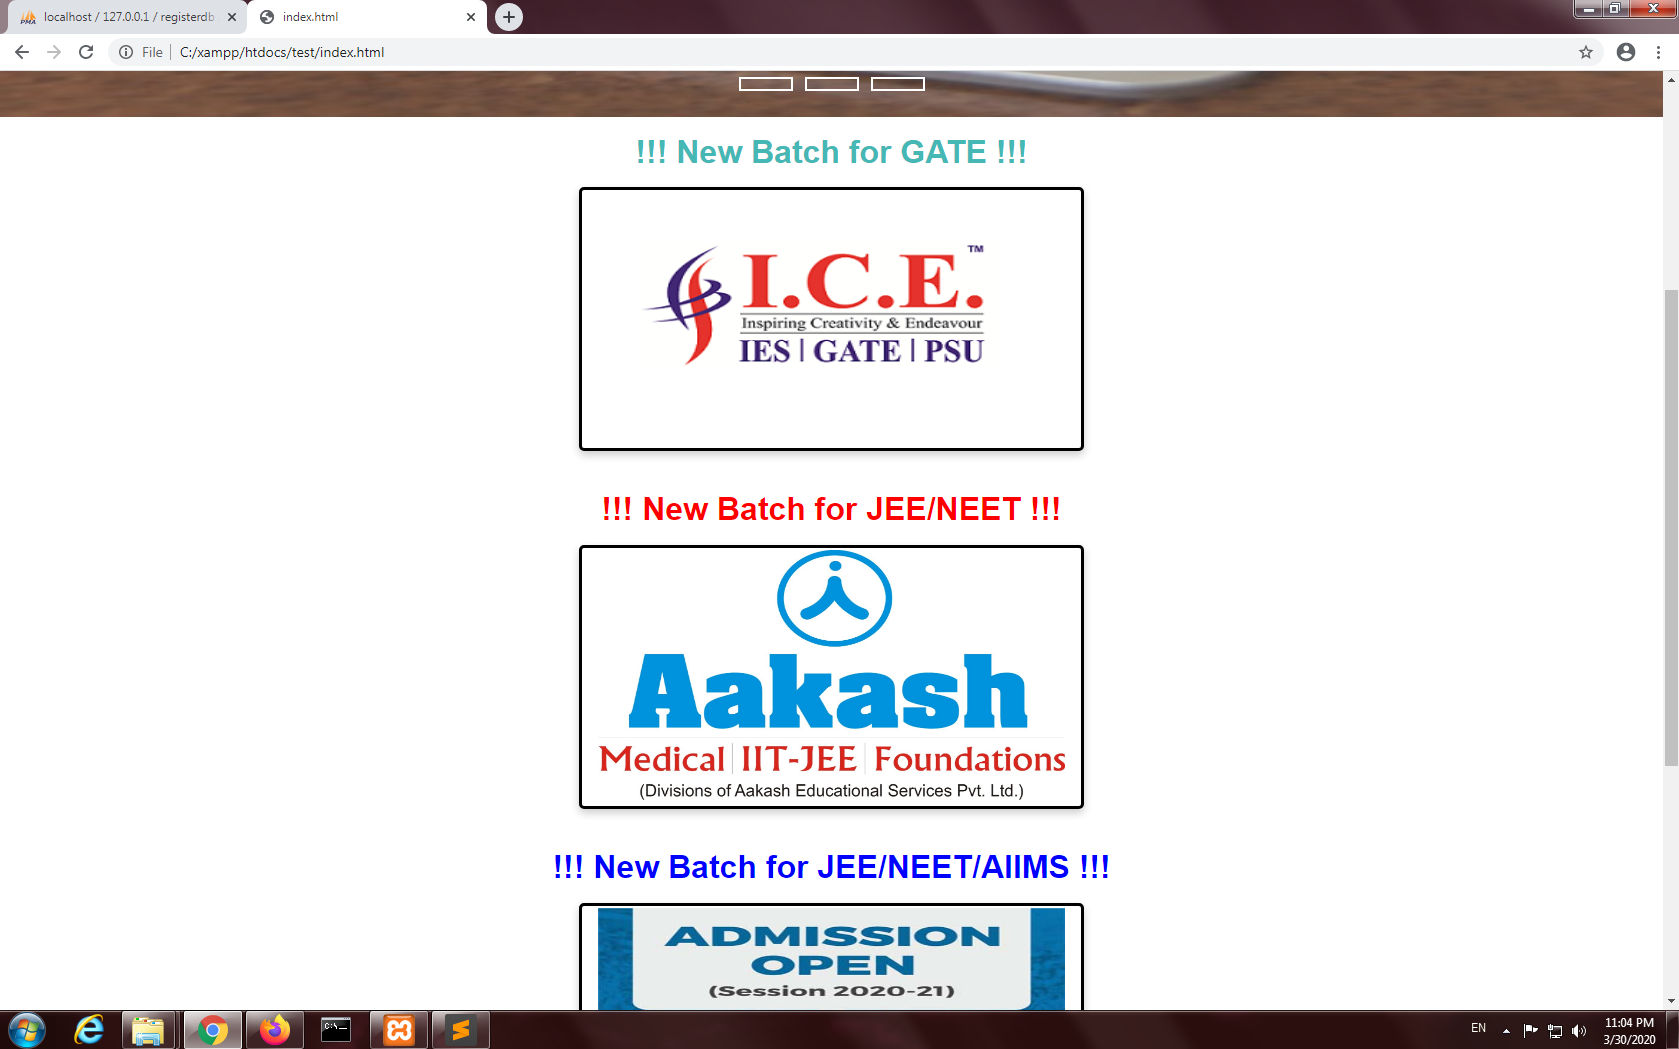 localhost / 127.0.0.1 / registerdb
index.html
File
C:/xampp/htdocs/test/index.html
!!! New Batch for GATE !!!
I.C.E.
TM
Inspiring Creativity & Endeavour
IES | GATE | PSU
!!! New Batch for JEE/NEET !!!
Aakash
Medical | IIT-JEE | Foundations
(Divisions of Aakash Educational Services Pvt. Ltd.)
!!! New Batch for JEE/NEET/AIIMS !!!
ADMISSION
OPEN
(Session 2020-21)
C:\_
EN
11:04 PM
3/30/2020